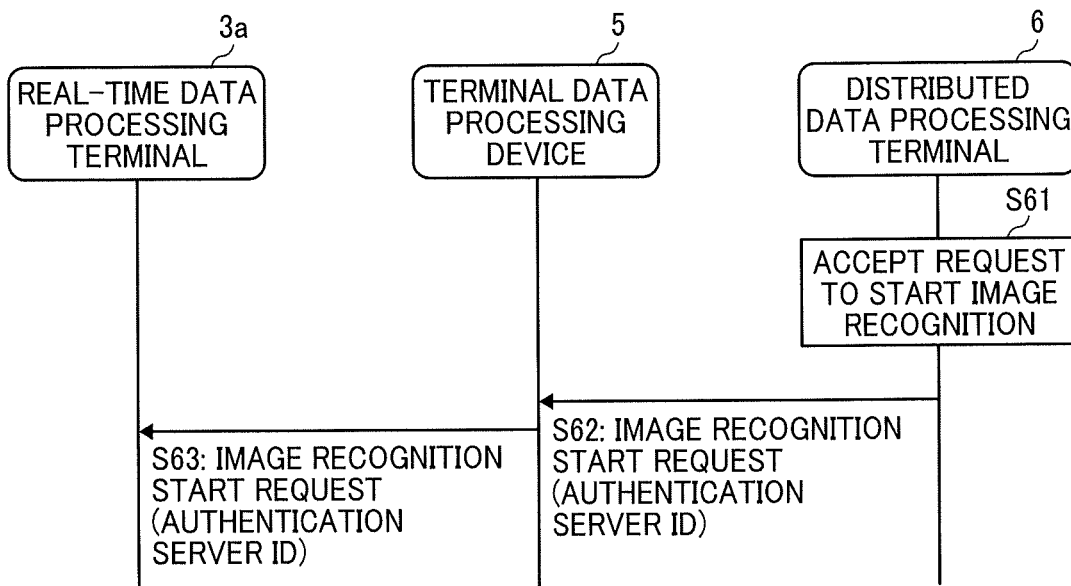 3a
5
6
REAL-TIME DATA
PROCESSING
TERMINAL
TERMINAL DATA
PROCESSING
DEVICE
DISTRIBUTED
DATA PROCESSING
TERMINAL
S61
ACCEPT REQUEST
TO START IMAGE
RECOGNITION
S62: IMAGE RECOGNITION
START REQUEST
(AUTHENTICATION
SERVER ID)
S63: IMAGE RECOGNITION
START REQUEST
(AUTHENTICATION
SERVER ID)